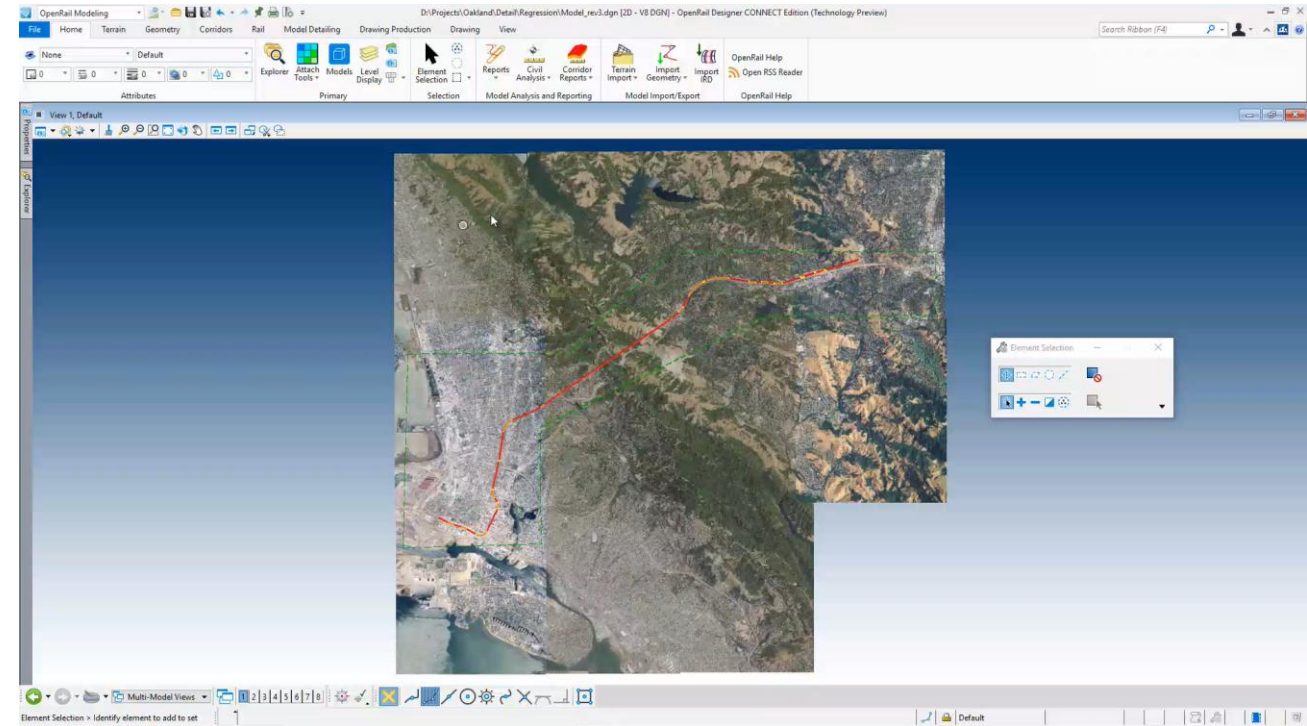 OpenRail Modeling
D:\Projects\Oakland\Detail\Regression\Model_rev3.dgn [2D - V8 DGN] - OpenRail Designer CONNECT Edition (Technology Preview)
File Home Terrain Geometry Corridors Rail Model Detailing Drawing Production Drawing View
Search Ribbon (F4)
None Default
0 0 0 0 0
Attributes
Explorer Attach Tools Models Level Display
Primary
Element Selection
Selection
Reports Civil Analysis Corridor Reports
Model Analysis and Reporting
Terrain Import Import Geometry Import IRD
Model Import/Export
OpenRail Help
Open RSS Reader
OpenRail Help
View 1, Default
Properties
Explorer
Element Selection
Multi-Model Views 1 2 3 4 5 6 7 8
Element Selection > Identify element to add to set
Default